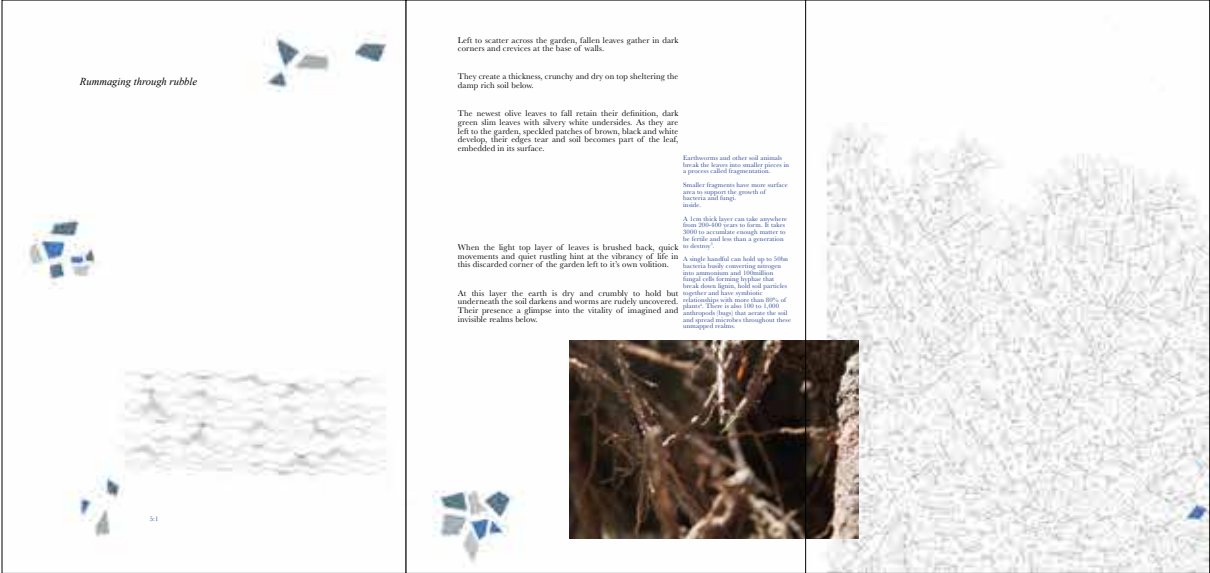 Rummaging through rubble
5:1
Left to scatter across the garden, fallen leaves gather in dark
corners and crevices at the base of walls.
They create a thickness, crunchy and dry on top sheltering the
damp rich soil below.
The newest olive leaves to fall retain their definition, dark
green slim leaves with silvery white undersides. As they are
left to the garden, speckled patches of brown, black and white
develop, their edges tear and soil becomes part of the leaf,
embedded in its surface.
When the light top layer of leaves is brushed back, quick
movements and quiet rustling hint at the vibrancy of life in
this discarded corner of the garden left to it's own volition.
At this layer the earth is dry and crumbly to hold but
underneath the soil darkens and worms are rudely uncovered.
Their presence a glimpse into the vitality of imagined and
invisible realms below.
Earthworms and other soil animals
break the leaves into smaller pieces in
a process called fragmentation.
Smaller fragments have more surface
area to support the growth of
bacteria and fungi.
inside.
A 1cm thick layer can take anywhere
from 200-400 years to form. It takes
3000 to accumlate enough matter to
be fertile and less than a generation
to destroy
A single handful can hold up to 50bn
bacteria busily converting nitrogen
into ammonium and 100million
fungal cells forming hyphae that
break down lignin, hold soil particles
together and have symbiotic
relationships with more than 80% of
plants There is also 100 to 1,000
anthropods (bugs) that aerate the soil
and spread microbes throughout these
unmapped realms.